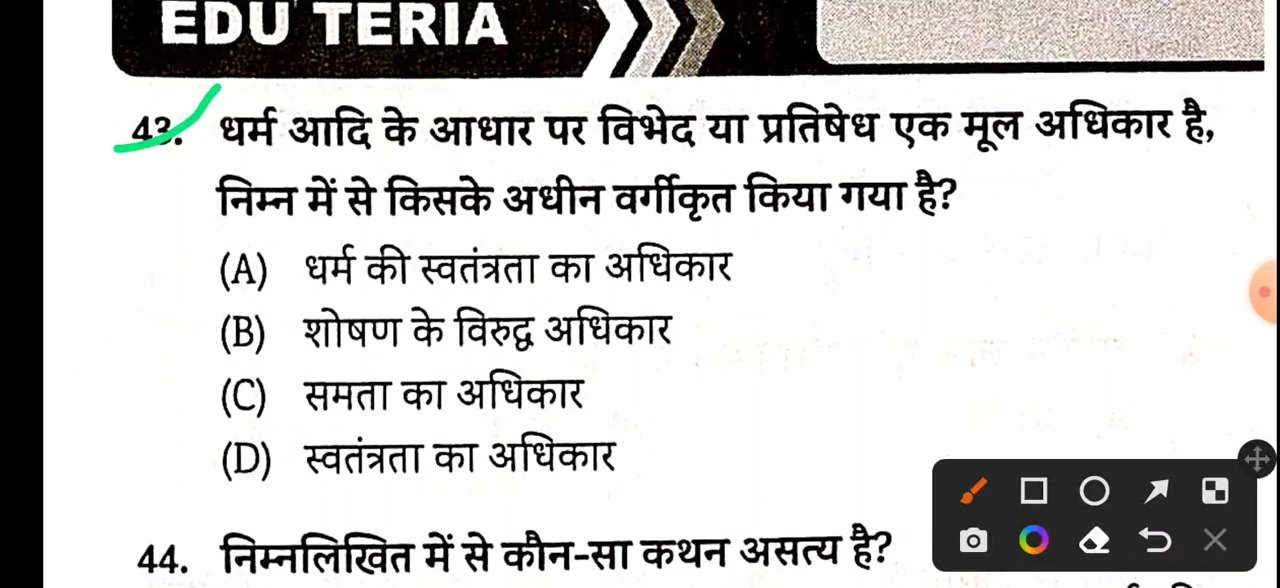 EDU TERIA
43. धर्म आदि के आधार पर विभेद या प्रतिषेध एक मूल अधिकार है,
निम्न में से किसके अधीन वर्गीकृत किया गया है?
(A) धर्म की स्वतंत्रता का अधिकार
(B) शोषण के विरुद्ध अधिकार
(C) समता का अधिकार
(D) स्वतंत्रता का अधिकार
44. निम्नलिखित में से कौन-सा कथन असत्य है?